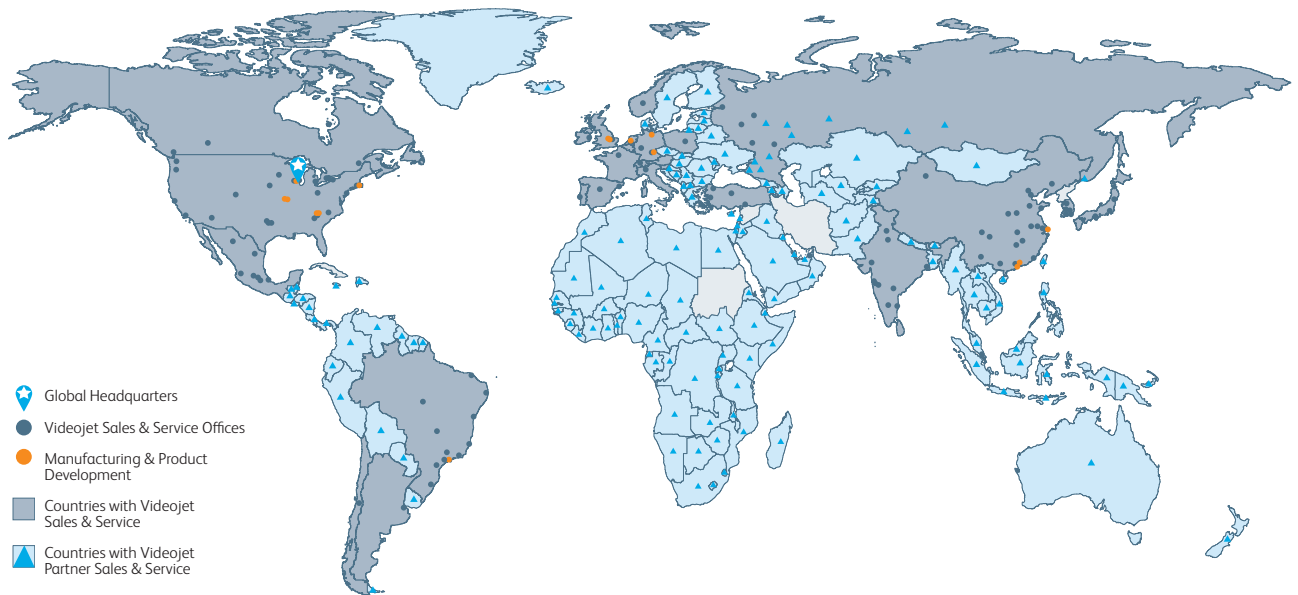 Global Headquarters
Videojet Sales & Service Offices
Manufacturing & Product
Development
Countries with Videojet
Sales & Service
Countries with Videojet
Partner Sales & Service